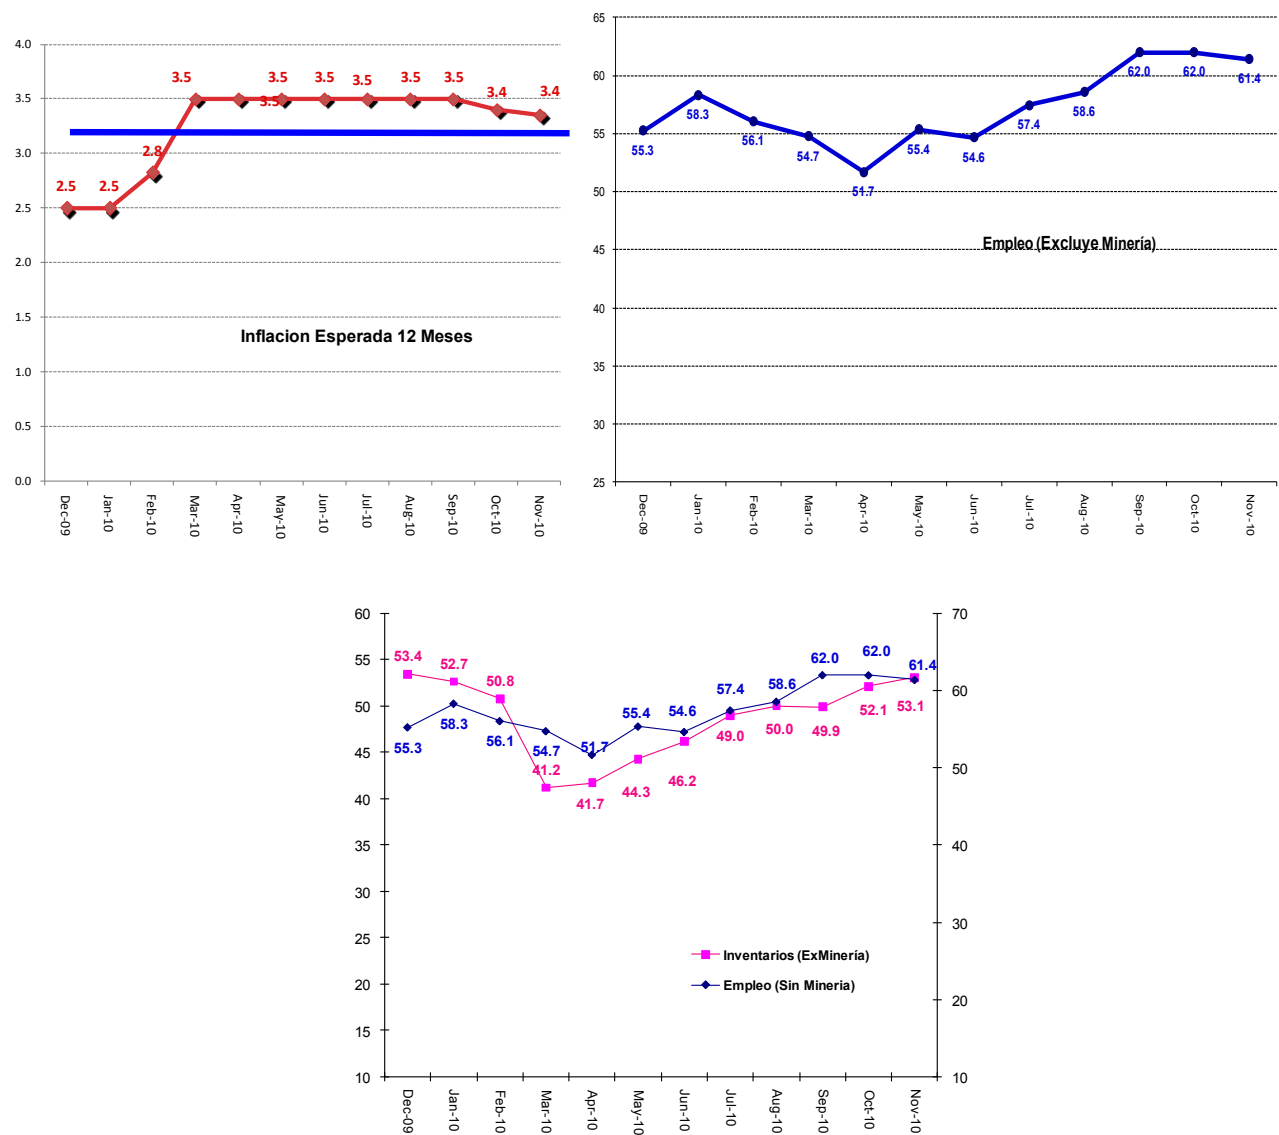 4.0
3.5
3.0
2.5
2.0
1.5
1.0
0.5
0.0
2.5
2.5
2.8
3.5
3.5
3.5
3.5
3.5
3.5
3.5
3.4
3.4
Inflacion Esperada 12 Meses
Dec-09
Jan-10
Feb-10
Mar-10
Apr-10
May-10
Jun-10
Jul-10
Aug-10
Sep-10
Oct-10
Nov-10
65
60
55
50
45
40
35
30
25
55.3
58.3
56.1
54.7
51.7
55.4
54.6
57.4
58.6
62.0
62.0
61.4
Empleo (Excluye Minería)
Dec-09
Jan-10
Feb-10
Mar-10
Apr-10
May-10
Jun-10
Jul-10
Aug-10
Sep-10
Oct-10
Nov-10
60
55
50
45
40
35
30
25
20
15
10
53.4
52.7
50.8
41.2
41.7
44.3
46.2
49.0
50.0
49.9
52.1
53.1
55.3
58.3
56.1
54.7
51.7
55.4
54.6
57.4
58.6
62.0
62.0
61.4
70
60
50
40
30
20
10
Inventarios (ExMinería)
Empleo (Sin Mineria)
Dec-09
Jan-10
Feb-10
Mar-10
Apr-10
May-10
Jun-10
Jul-10
Aug-10
Sep-10
Oct-10
Nov-10